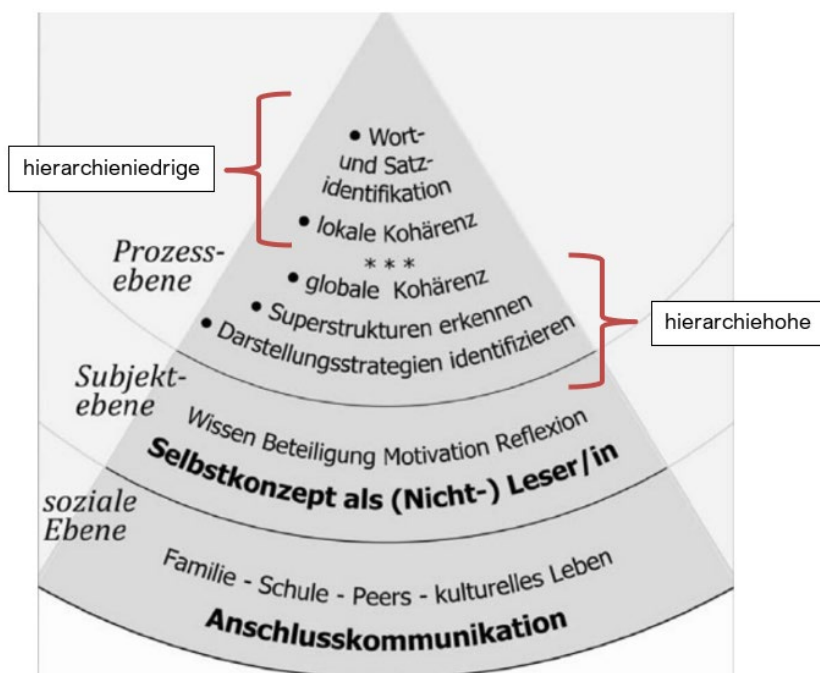 hierarchieniedrige
• Wort-
und Satz-
identifikation
• lokale Kohärenz
* * *
Prozess-
ebene
• globale Kohärenz
• Superstrukturen erkennen
• Darstellungsstrategien identifizieren
hierarchiehohe
Subjekt-
ebene
Wissen Beteiligung Motivation Reflexion
Selbstkonzept als (Nicht-) Leser/in
soziale
Ebene
Familie - Schule - Peers - kulturelles Leben
Anschlusskommunikation